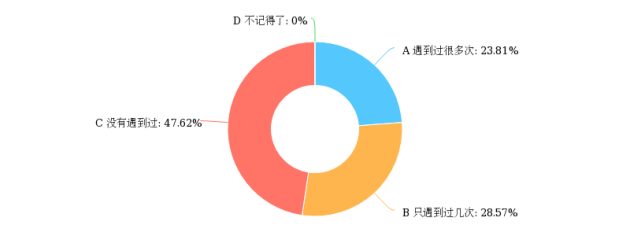 D 不记得了: 0%
A 遇到过很多次: 23.81%
C 没有遇到过: 47.62%
B 只遇到过几次: 28.57%